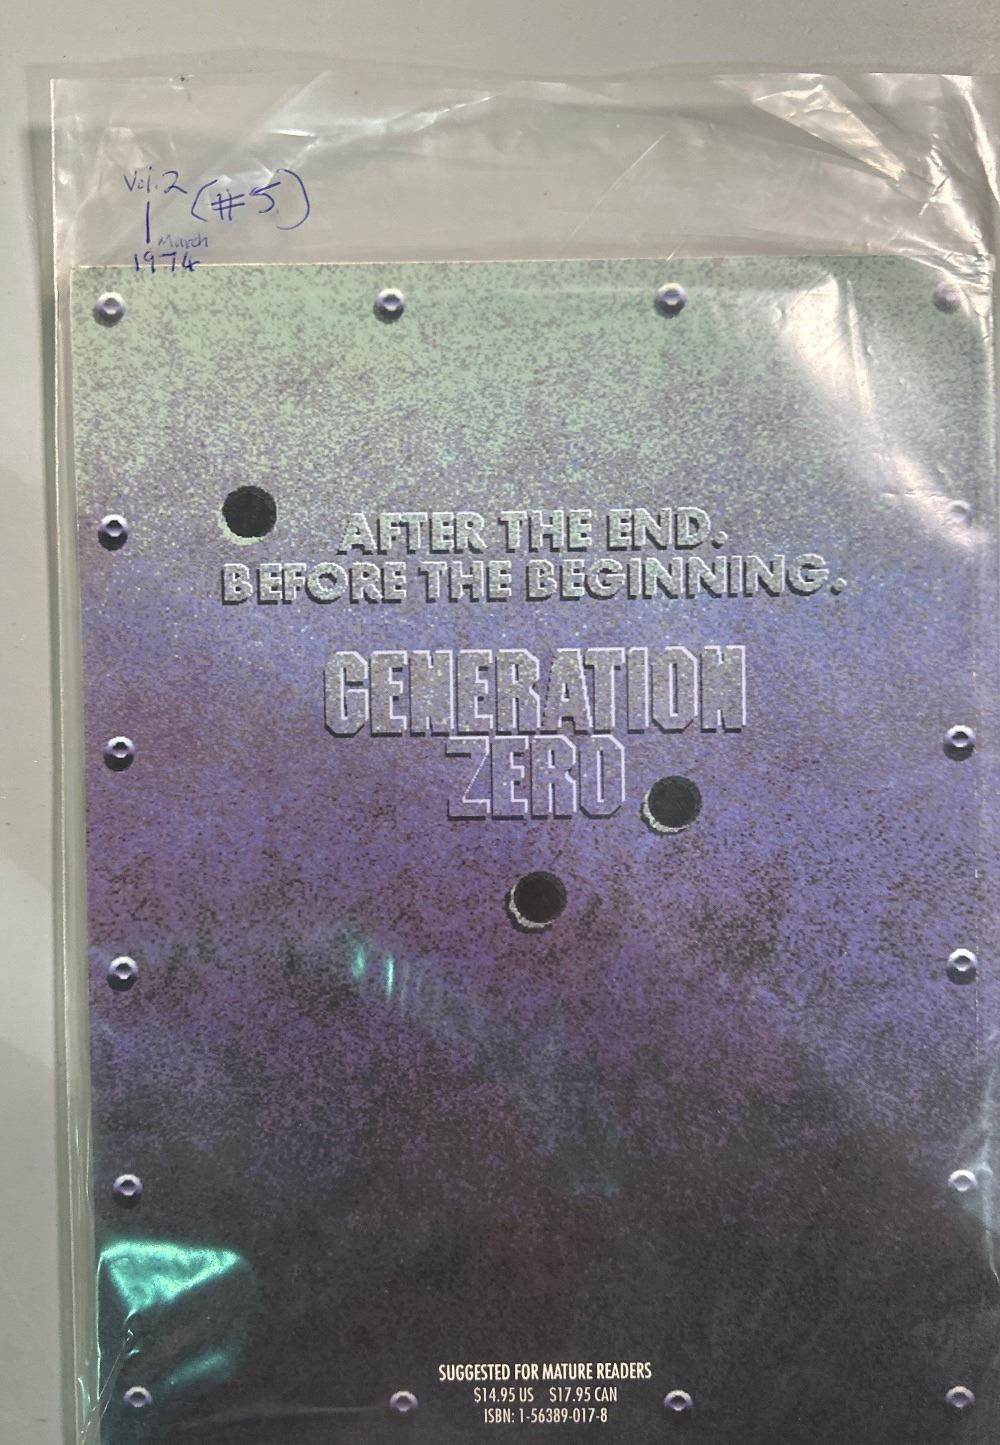 Vol. 2 (#5)
March
1974
AFTER THE END.
BEFORE THE BEGINNING.
GENERATION
ZERO
SUGGESTED FOR MATURE READERS
$14.95 US $17.95 CAN
ISBN: 1-56389-017-8